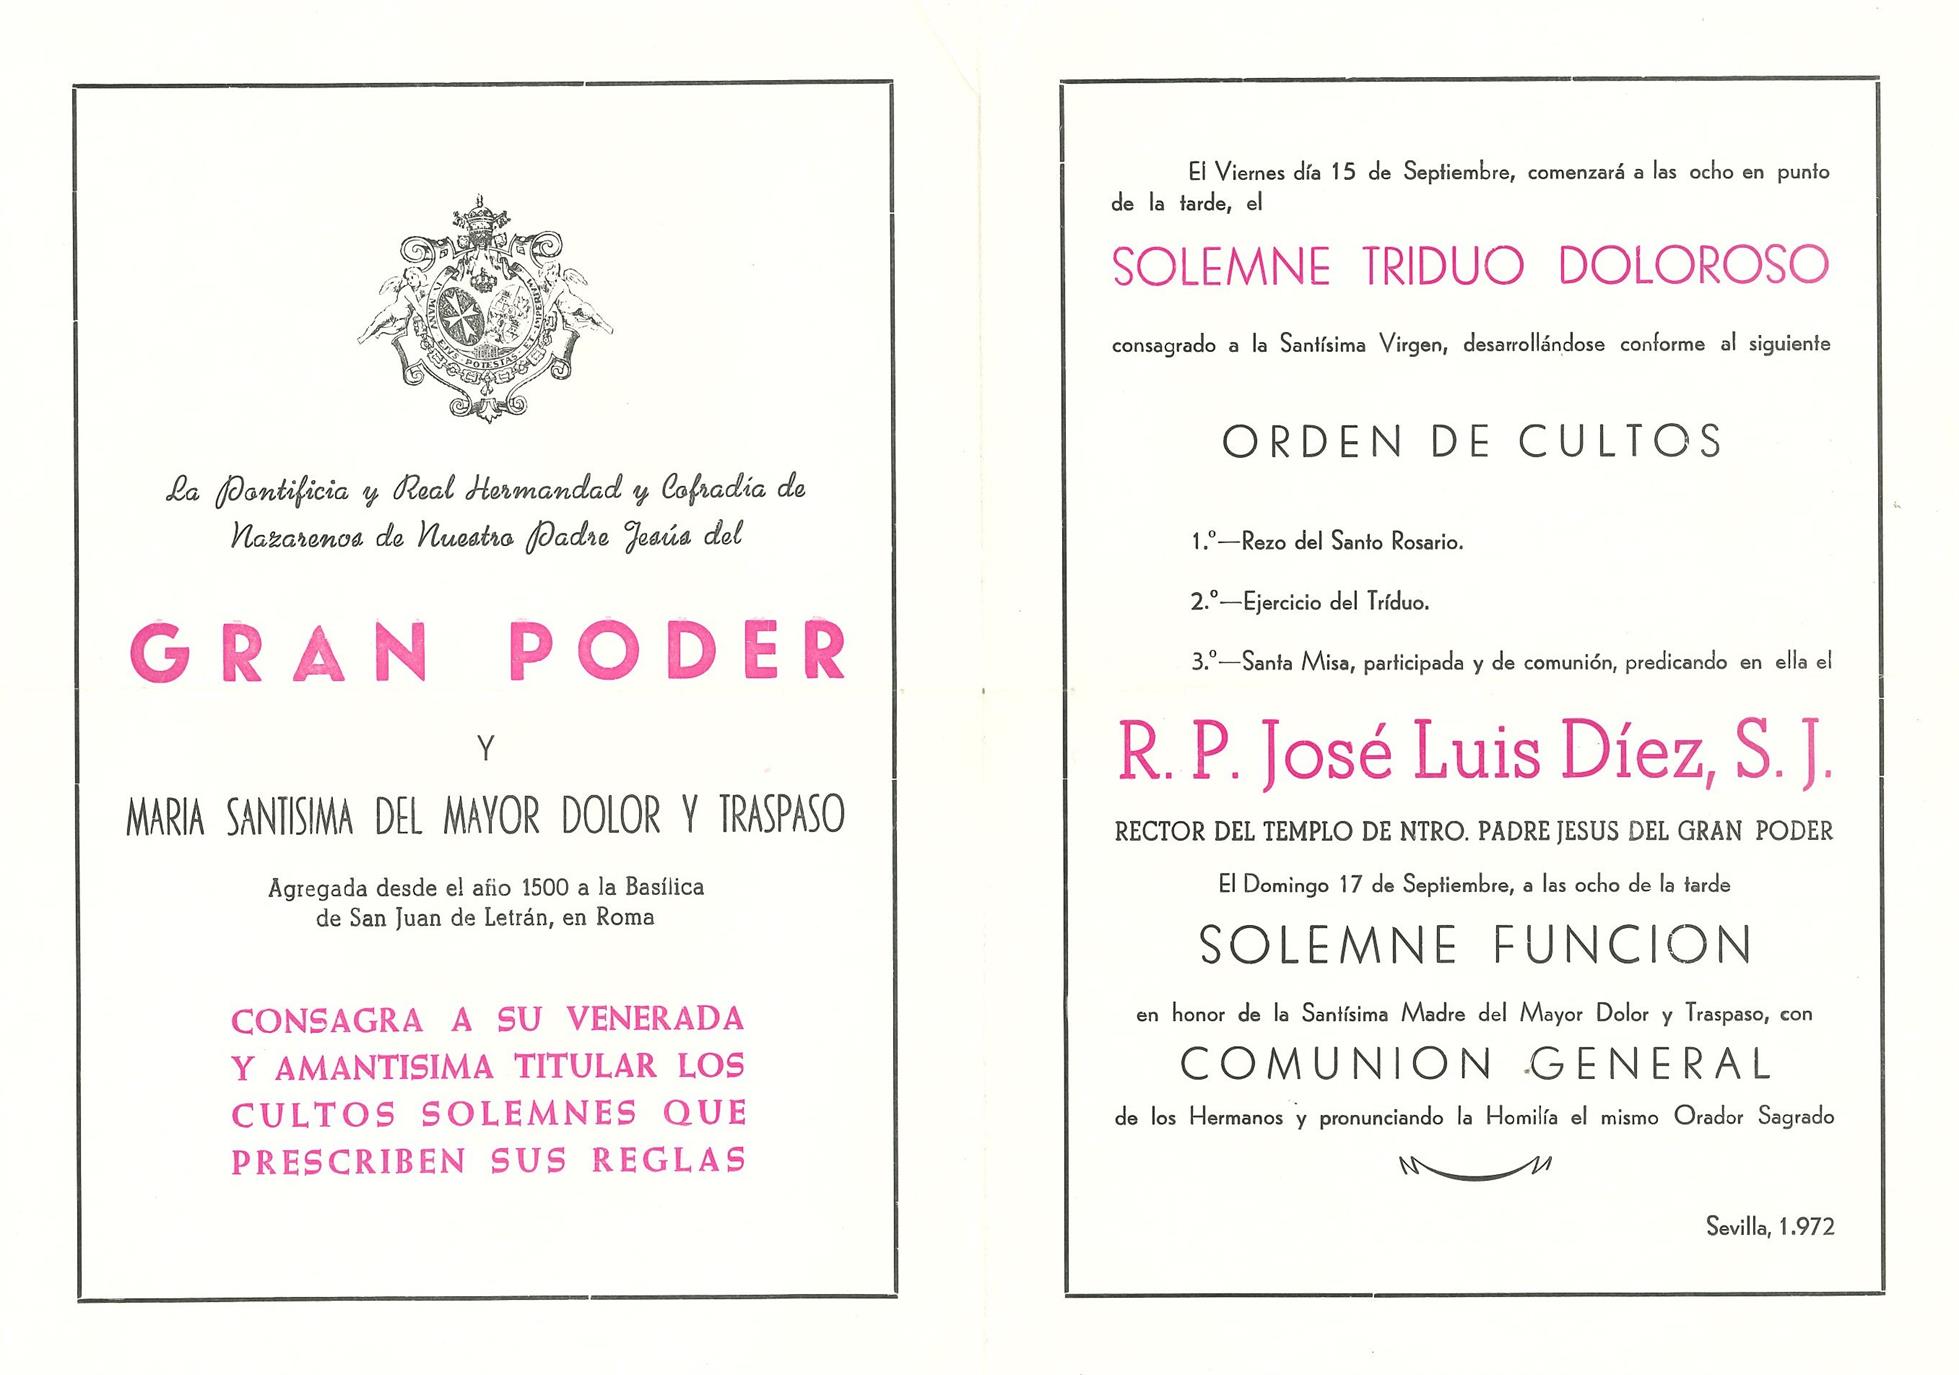 IN MANV EJVS POTESTAS ET IMPERIVM
La Pontificia y Real Hermandad y Cofradía de
Nazarenos de Nuestro Padre Jesús del
GRAN PODER
Y
MARIA SANTISIMA DEL MAYOR DOLOR Y TRASPASO
Agregada desde el año 1500 a la Basílica
de San Juan de Letrán, en Roma
CONSAGRA A SU VENERADA
Y AMANTISIMA TITULAR LOS
CULTOS SOLEMNES QUE
PRESCRIBEN SUS REGLAS
El Viernes día 15 de Septiembre, comenzará a las ocho en punto
de la tarde, el
SOLEMNE TRIDUO DOLOROSO
consagrado a la Santísima Virgen, desarrollándose conforme al siguiente
ORDEN DE CULTOS
1.º—Rezo del Santo Rosario.
2.º—Ejercicio del Tríduo.
3.º—Santa Misa, participada y de comunión, predicando en ella el
R. P. José Luis Díez, S. J.
RECTOR DEL TEMPLO DE NTRO. PADRE JESUS DEL GRAN PODER
El Domingo 17 de Septiembre, a las ocho de la tarde
SOLEMNE FUNCION
en honor de la Santísima Madre del Mayor Dolor y Traspaso, con
COMUNION GENERAL
de los Hermanos y pronunciando la Homilía el mismo Orador Sagrado
Sevilla, 1.972